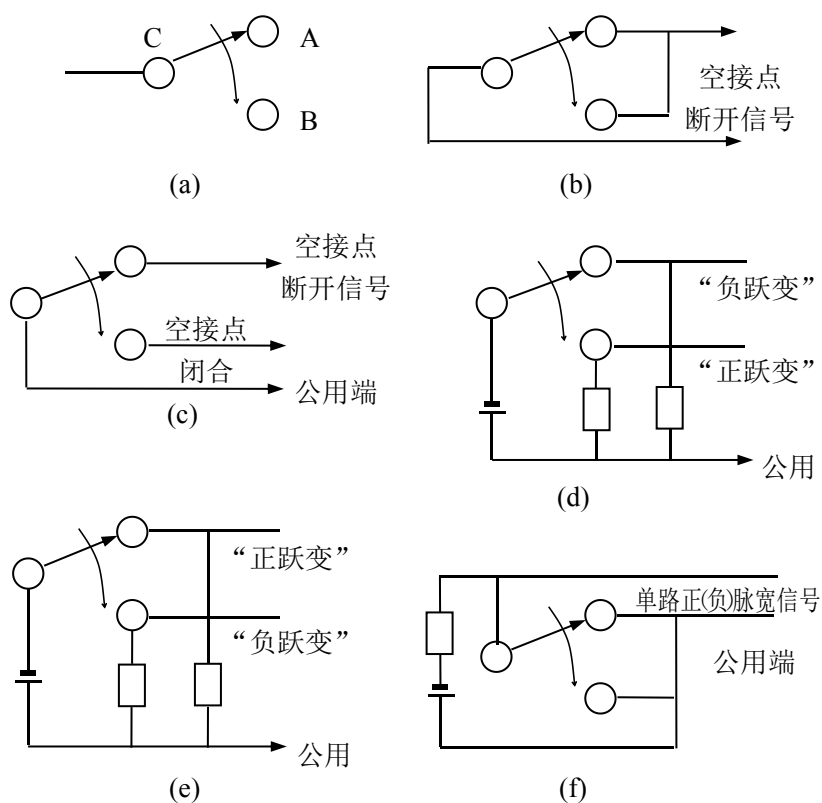 C
A
B
(a)
空接点
断开信号
(b)
空接点
断开信号
空接点
闭合
公用端
(c)
“负跃变”
“正跃变”
公用
(d)
“正跃变”
“负跃变”
公用
(e)
单路正(负)脉宽信号
公用端
(f)